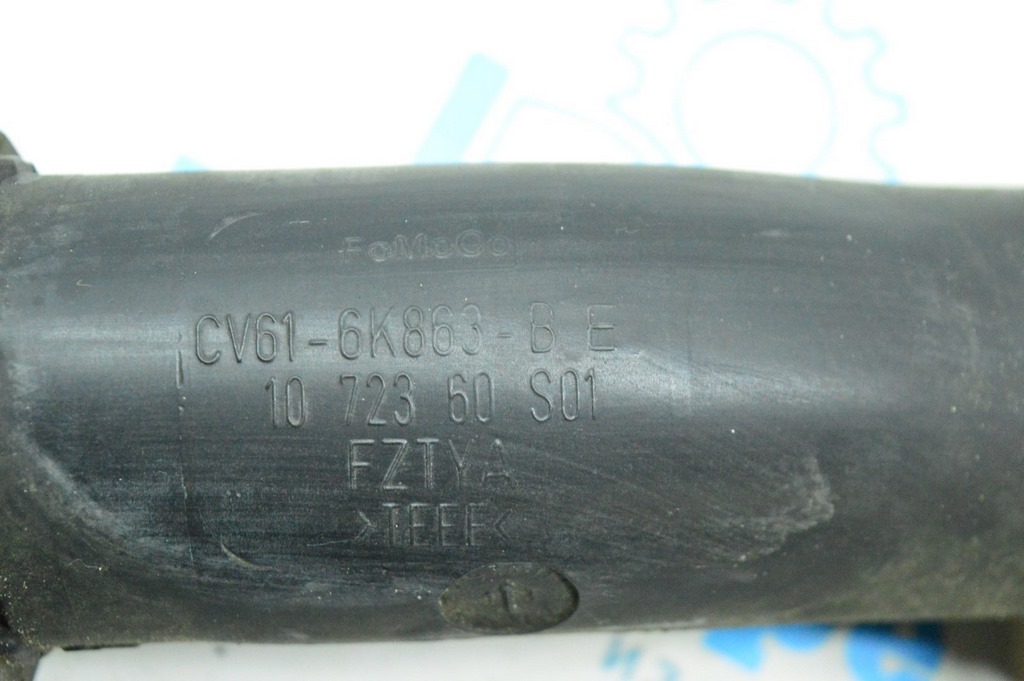 FoMoCo
CV61-6K863-B E
10 723 60 S01
FZTYA
>TEEE<